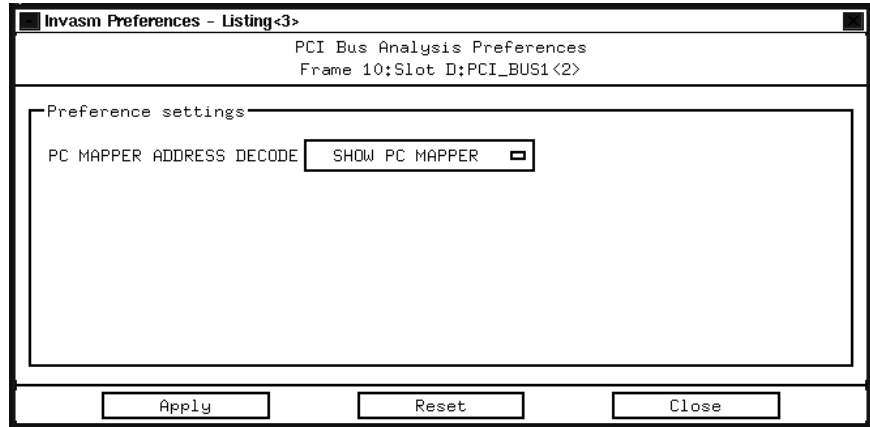 Invasm Preferences - Listing<3>
PCI Bus Analysis Preferences
Frame 10:Slot D:PCI_BUS1<2>
Preference settings
PC MAPPER ADDRESS DECODE SHOW PC MAPPER
Apply Reset Close